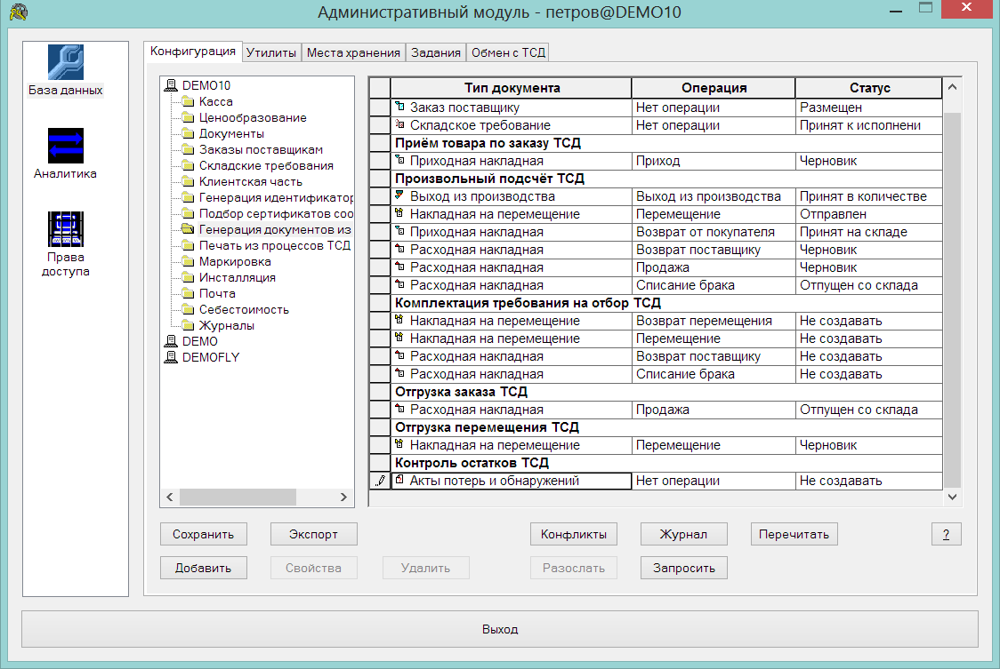 Административный модуль - петров@DEMO10
База данных
Аналитика
Права
доступа
Конфигурация Утилиты Места хранения Задания Обмен с ТСД
DEMO10
Касса
Ценообразование
Документы
Заказы поставщикам
Складские требования
Клиентская часть
Генерация идентификатор
Подбор сертификатов соо
Генерация документов из
Печать из процессов ТСД
Маркировка
Инсталляция
Почта
Себестоимость
Журналы
DEMO
DEMOFLY
Тип документа Операция Статус
Заказ поставщику Нет операции Размещен
Складское требование Нет операции Принят к исполнени
Приём товара по заказу ТСД
Приходная накладная Приход Черновик
Произвольный подсчёт ТСД
Выход из производства Выход из производства Принят в количестве
Накладная на перемещение Перемещение Отправлен
Приходная накладная Возврат от покупателя Принят на складе
Расходная накладная Возврат поставщику Черновик
Расходная накладная Продажа Черновик
Расходная накладная Списание брака Отпущен со склада
Комплектация требования на отбор ТСД
Накладная на перемещение Возврат перемещения Не создавать
Накладная на перемещение Перемещение Не создавать
Расходная накладная Возврат поставщику Не создавать
Расходная накладная Списание брака Не создавать
Отгрузка заказа ТСД
Расходная накладная Продажа Отпущен со склада
Отгрузка перемещения ТСД
Накладная на перемещение Перемещение Черновик
Контроль остатков ТСД
Акты потерь и обнаружений Нет операции Не создавать
Сохранить Экспорт Конфликты Журнал Перечитать ?
Добавить Свойства Удалить Разослать Запросить
Выход